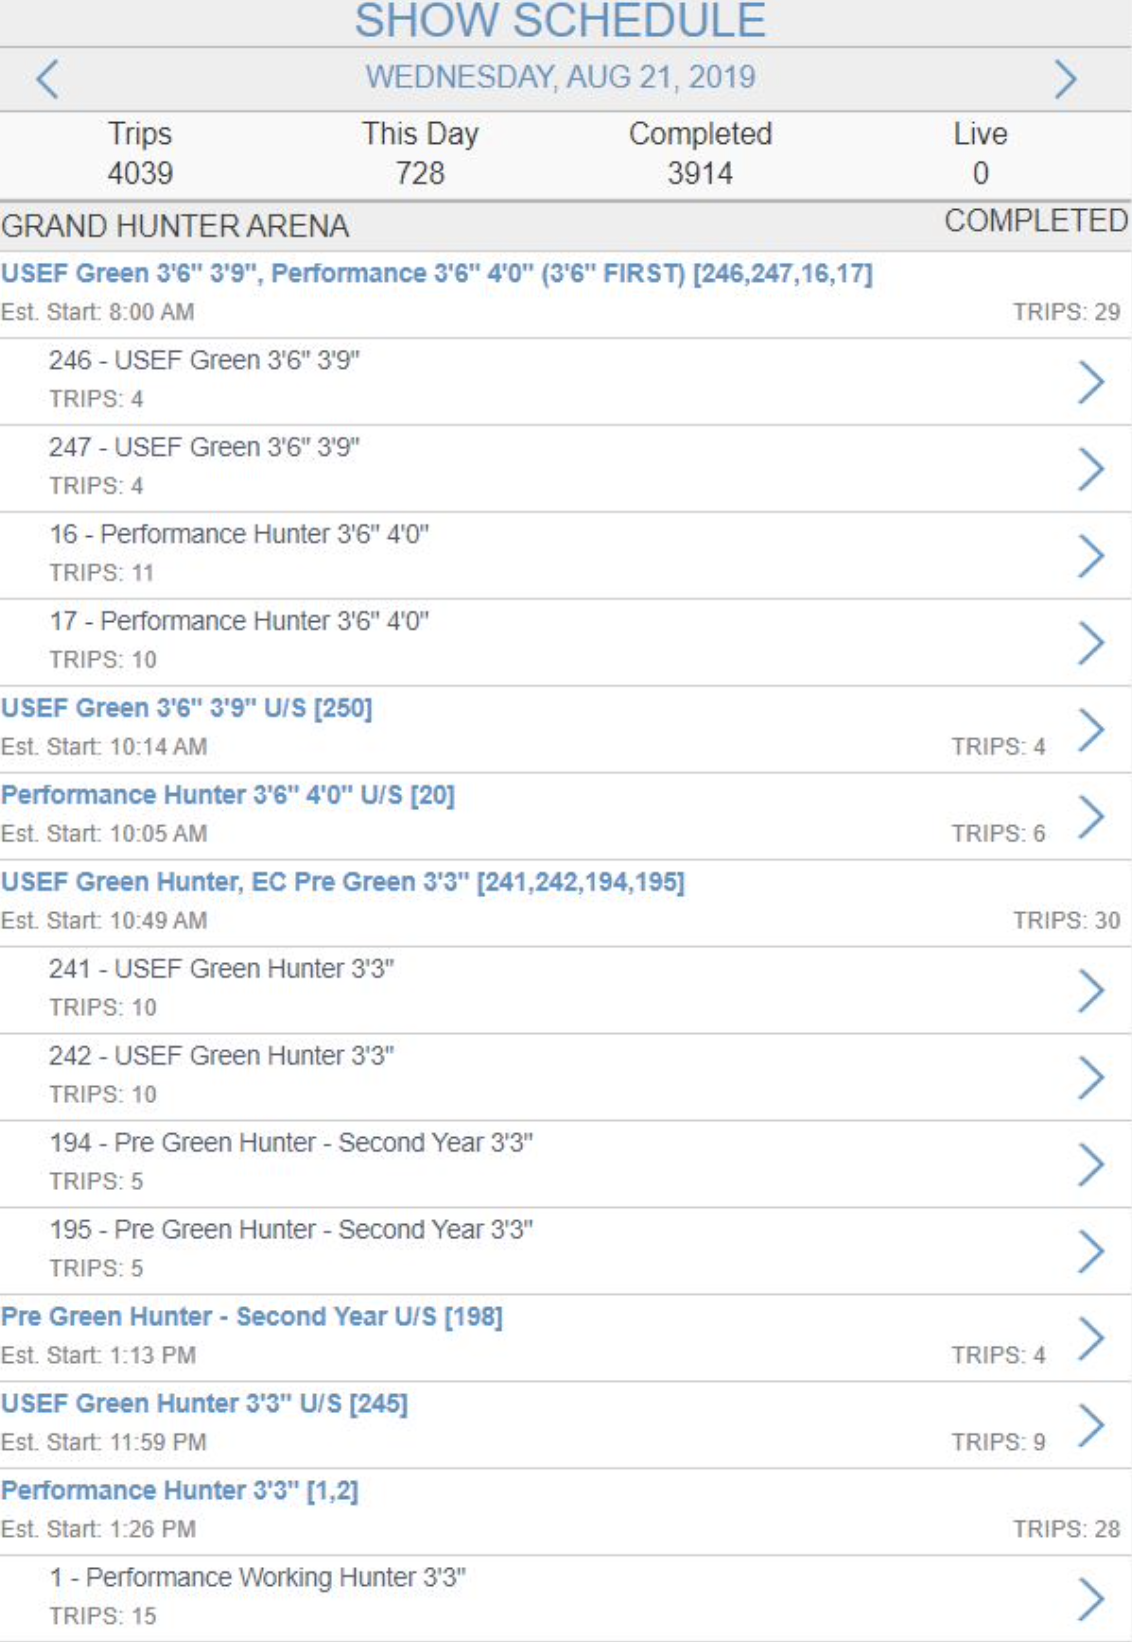 SHOW SCHEDULE
WEDNESDAY, AUG 21, 2019
Trips This Day Completed Live
4039 728 3914 0
GRAND HUNTER ARENA COMPLETED
USEF Green 3'6" 3'9", Performance 3'6" 4'0" (3'6" FIRST) [246,247,16,17]
Est. Start: 8:00 AM TRIPS: 29
246 - USEF Green 3'6" 3'9"
TRIPS: 4
247 - USEF Green 3'6" 3'9"
TRIPS: 4
16 - Performance Hunter 3'6" 4'0"
TRIPS: 11
17 - Performance Hunter 3'6" 4'0"
TRIPS: 10
USEF Green 3'6" 3'9" U/S [250]
Est. Start: 10:14 AM TRIPS: 4
Performance Hunter 3'6" 4'0" U/S [20]
Est. Start: 10:05 AM TRIPS: 6
USEF Green Hunter, EC Pre Green 3'3" [241,242,194,195]
Est. Start: 10:49 AM TRIPS: 30
241 - USEF Green Hunter 3'3"
TRIPS: 10
242 - USEF Green Hunter 3'3"
TRIPS: 10
194 - Pre Green Hunter - Second Year 3'3"
TRIPS: 5
195 - Pre Green Hunter - Second Year 3'3"
TRIPS: 5
Pre Green Hunter - Second Year U/S [198]
Est. Start: 1:13 PM TRIPS: 4
USEF Green Hunter 3'3" U/S [245]
Est. Start: 11:59 PM TRIPS: 9
Performance Hunter 3'3" [1,2]
Est. Start: 1:26 PM TRIPS: 28
1 - Performance Working Hunter 3'3"
TRIPS: 15